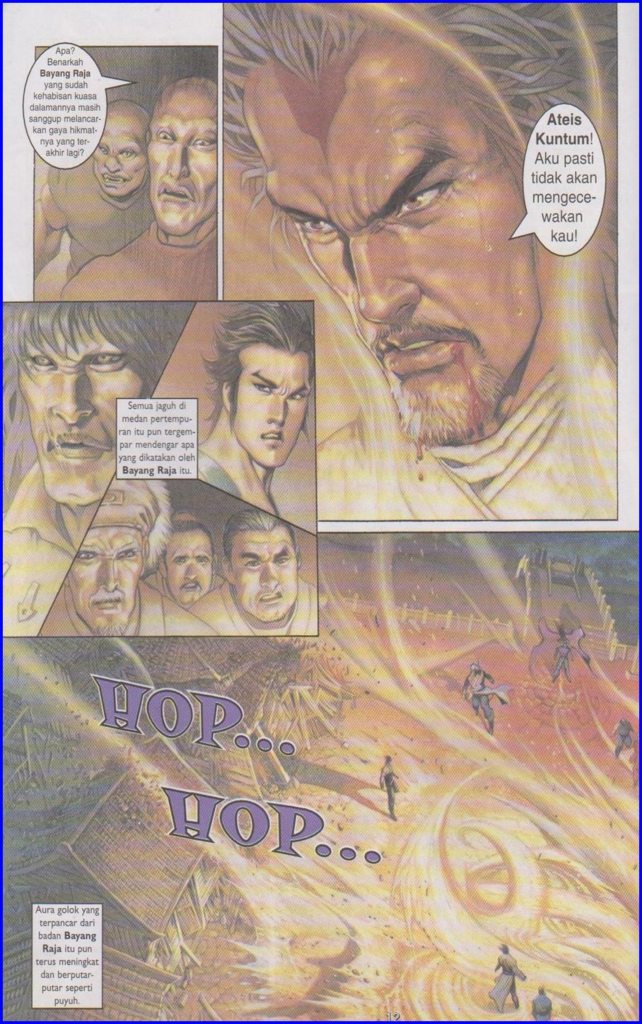 Apa?
Benarkah
Bayang Raja
yang sudah
kehabisan kuasa
dalamannya masih
sanggup melancar-
kan gaya hikmat-
nya yang ter-
akhir lagi?
Ateis
Kuntum!
Aku pasti
tidak akan
mengece-
wakan
kau!
Semua jaguh di
medan pertempu-
ran itu pun tergem-
par mendengar apa
yang dikatakan oleh
Bayang Raja itu.
HOP...
HOP...
Aura golok yang
terpancar dari
badan Bayang
Raja itu pun
terus meningkat
dan berputar-
putar seperti
puyuh.
12